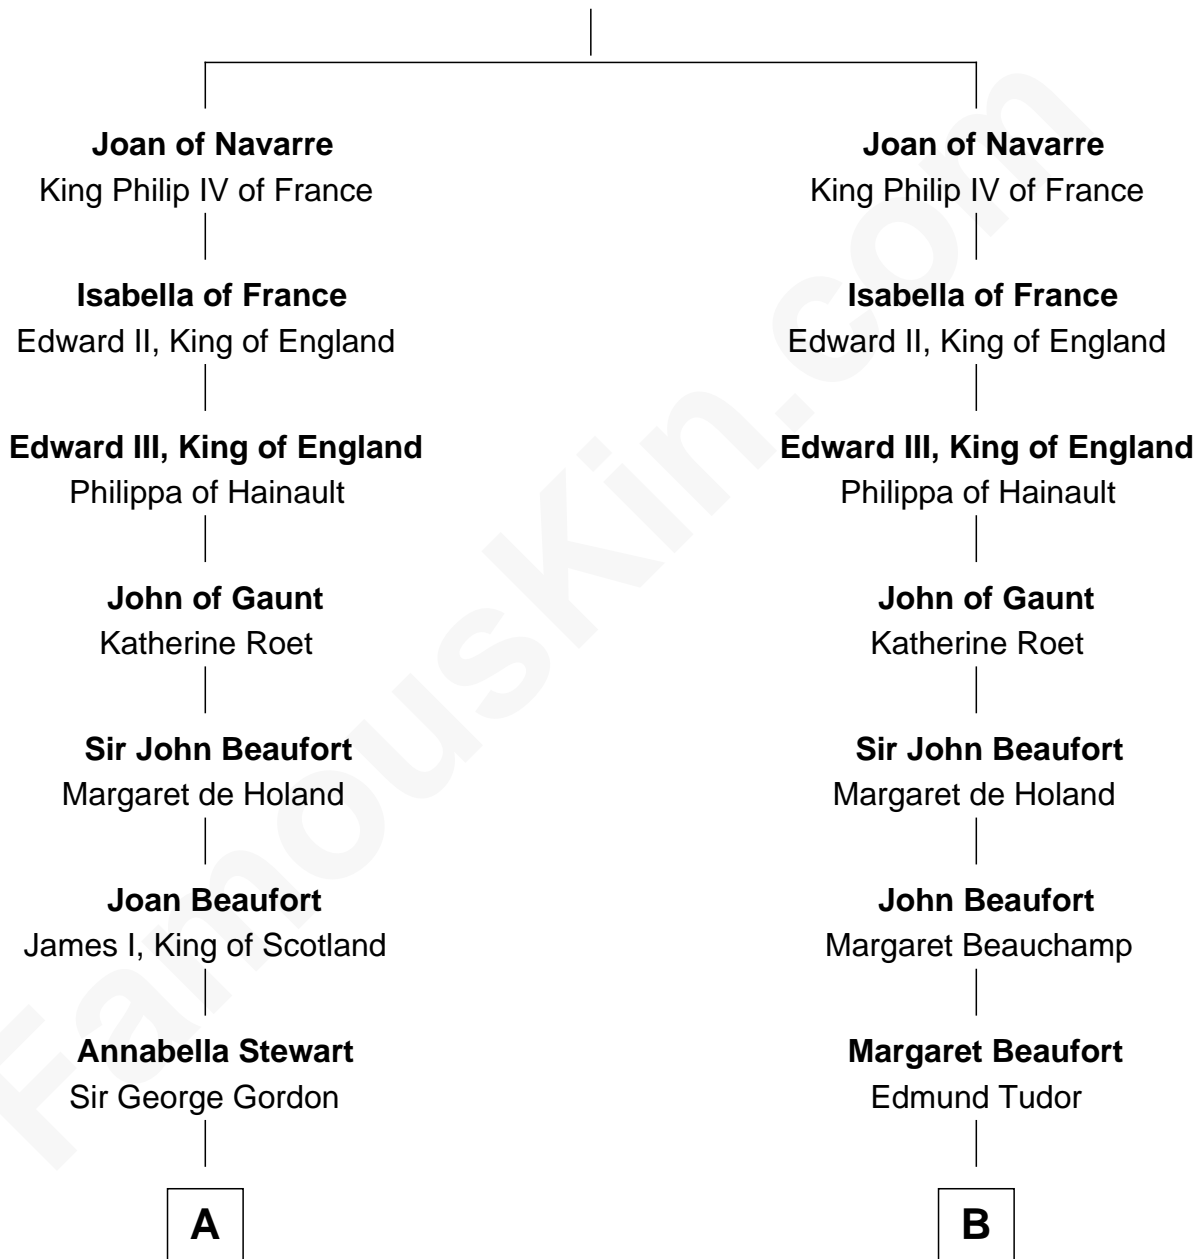 Joan of Navarre
King Philip IV of France
Isabella of France
Edward II, King of England
Edward III, King of England
Philippa of Hainault
John of Gaunt
Katherine Roet
Sir John Beaufort
Margaret de Holand
Joan Beaufort
James I, King of Scotland
Annabella Stewart
Sir George Gordon
A
Joan of Navarre
King Philip IV of France
Isabella of France
Edward II, King of England
Edward III, King of England
Philippa of Hainault
John of Gaunt
Katherine Roet
Sir John Beaufort
Margaret de Holand
John Beaufort
Margaret Beauchamp
Margaret Beaufort
Edmund Tudor
B
FamousKin.com